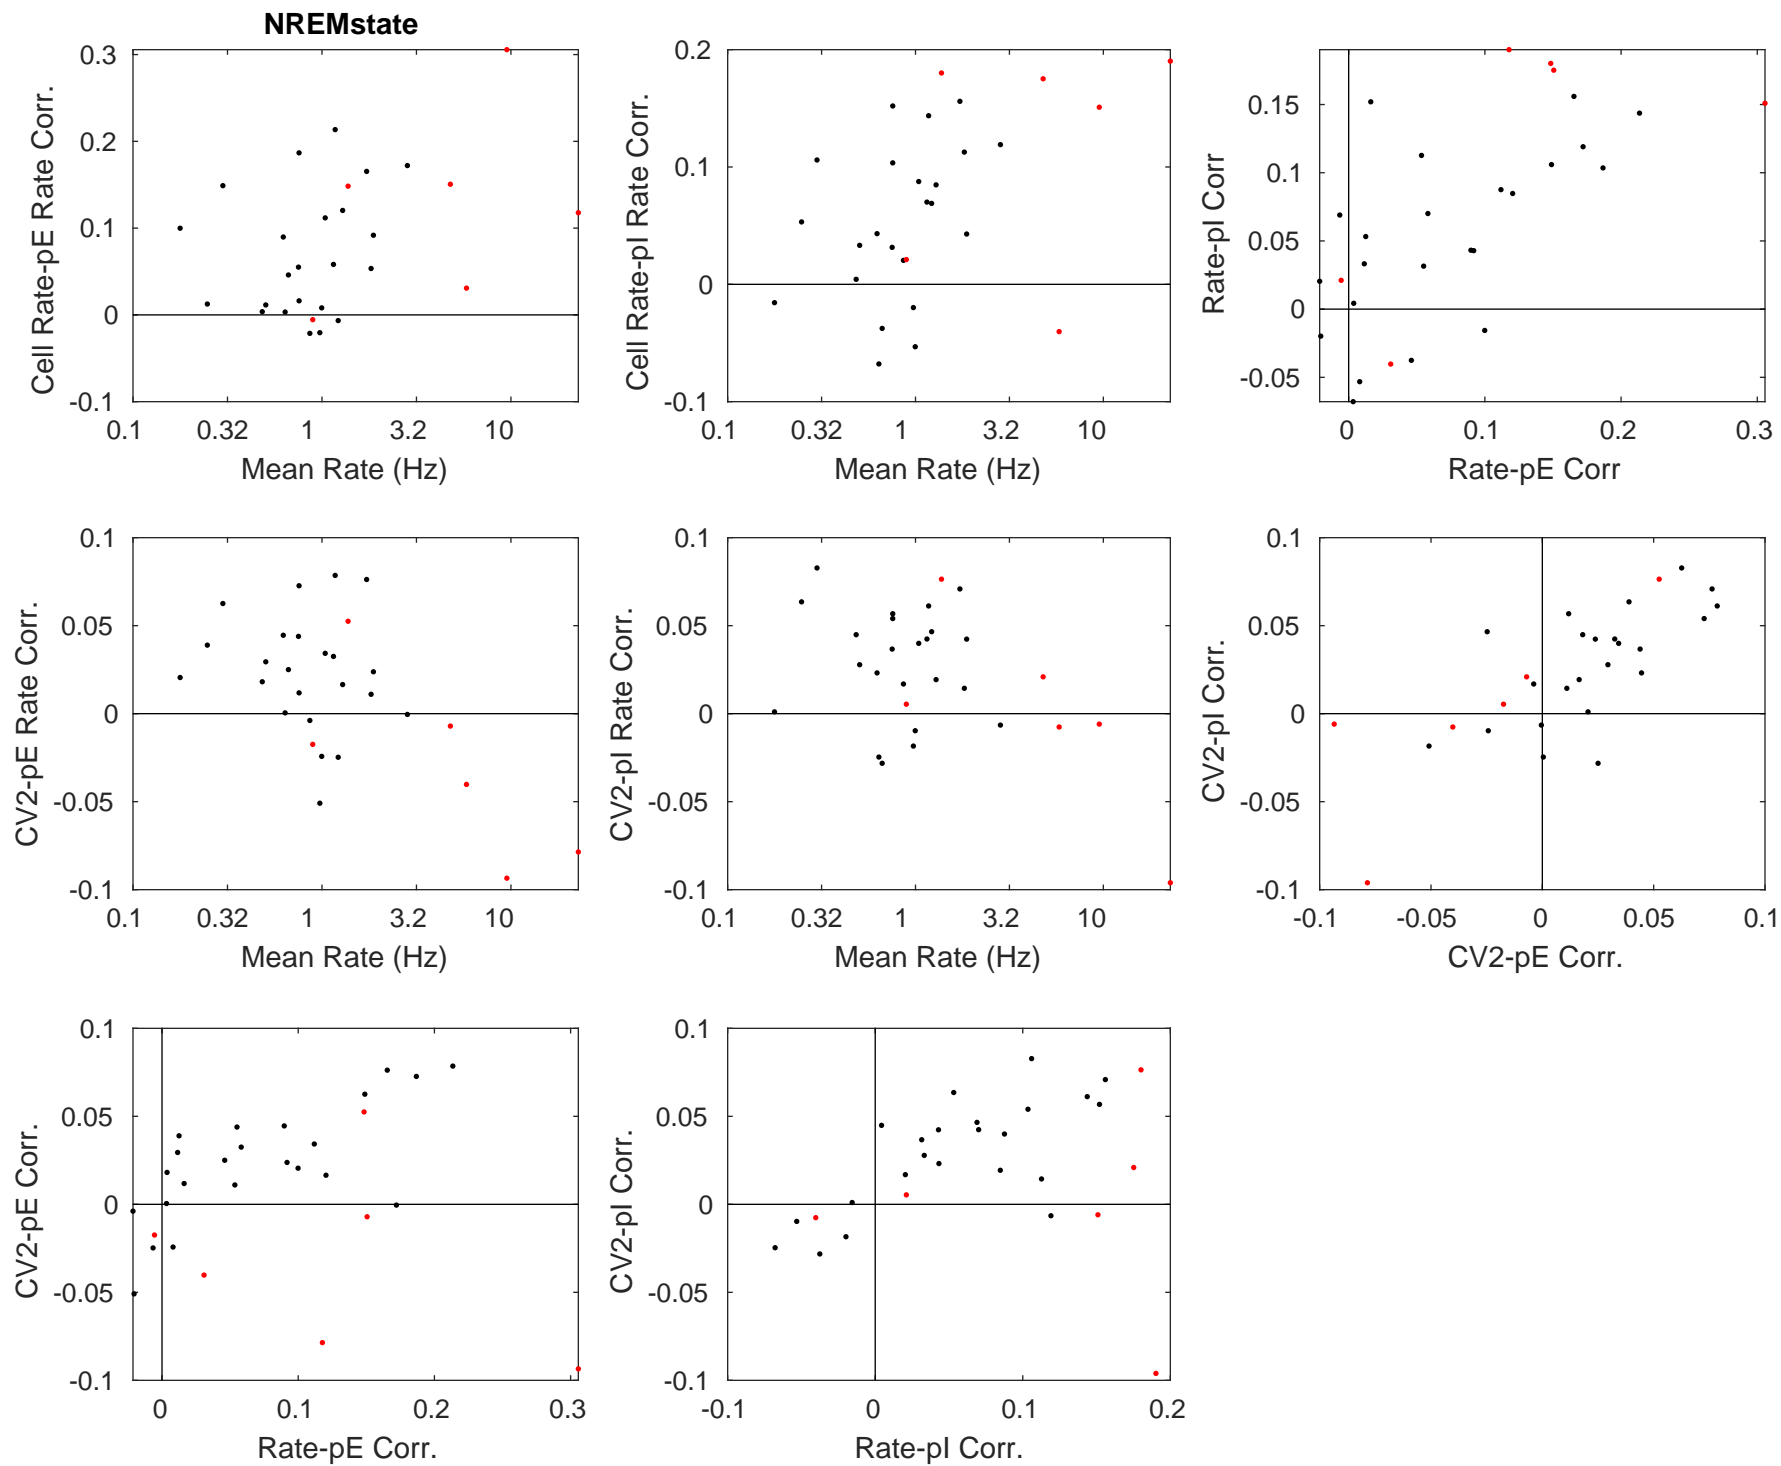 NREMstate
0.3
0.2
0.1
0
-0.1
Cell Rate-pE Rate Corr.
0.1 0.32 1 3.2 10
Mean Rate (Hz)
0.2
0.1
0
-0.1
Cell Rate-pI Rate Corr.
0.1 0.32 1 3.2 10
Mean Rate (Hz)
0.15
0.1
0.05
0
-0.05
Rate-pI Corr
0 0.1 0.2 0.3
Rate-pE Corr
0.1
0.05
0
-0.05
-0.1
CV2-pE Rate Corr.
0.1 0.32 1 3.2 10
Mean Rate (Hz)
0.1
0.05
0
-0.05
-0.1
CV2-pI Rate Corr.
0.1 0.32 1 3.2 10
Mean Rate (Hz)
0.1
0.05
0
-0.05
-0.1
CV2-pI Corr.
-0.1 -0.05 0 0.05 0.1
CV2-pE Corr.
0.1
0.05
0
-0.05
-0.1
CV2-pE Corr.
0 0.1 0.2 0.3
Rate-pE Corr.
0.1
0.05
0
-0.05
-0.1
CV2-pI Corr.
-0.1 0 0.1 0.2
Rate-pI Corr.